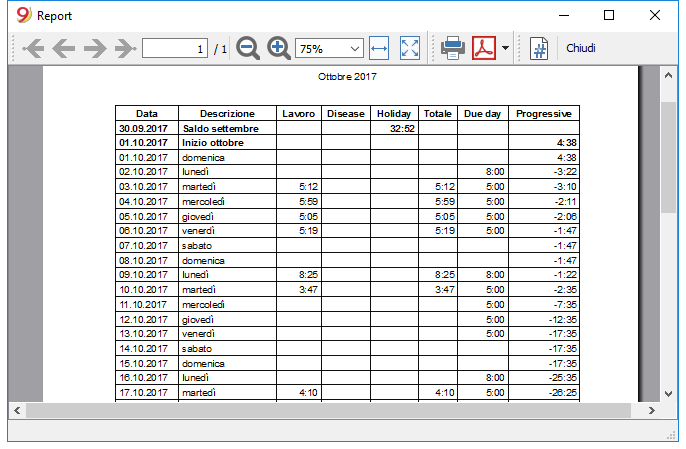 Report
1 / 1 75% Chiudi
Ottobre 2017
Data Descrizione Lavoro Disease Holiday Totale Due day Progressive
30.09.2017 Saldo settembre 32:52
01.10.2017 Inizio ottobre 4:38
01.10.2017 domenica 4:38
02.10.2017 lunedì 8:00 -3:22
03.10.2017 martedì 5:12 5:12 5:00 -3:10
04.10.2017 mercoledì 5:59 5:59 5:00 -2:11
05.10.2017 giovedì 5:05 5:05 5:00 -2:06
06.10.2017 venerdì 5:19 5:19 5:00 -1:47
07.10.2017 sabato -1:47
08.10.2017 domenica -1:47
09.10.2017 lunedì 8:25 8:25 8:00 -1:22
10.10.2017 martedì 3:47 3:47 5:00 -2:35
11.10.2017 mercoledì 5:00 -7:35
12.10.2017 giovedì 5:00 -12:35
13.10.2017 venerdì 5:00 -17:35
14.10.2017 sabato -17:35
15.10.2017 domenica -17:35
16.10.2017 lunedì 8:00 -25:35
17.10.2017 martedì 4:10 4:10 5:00 -26:25